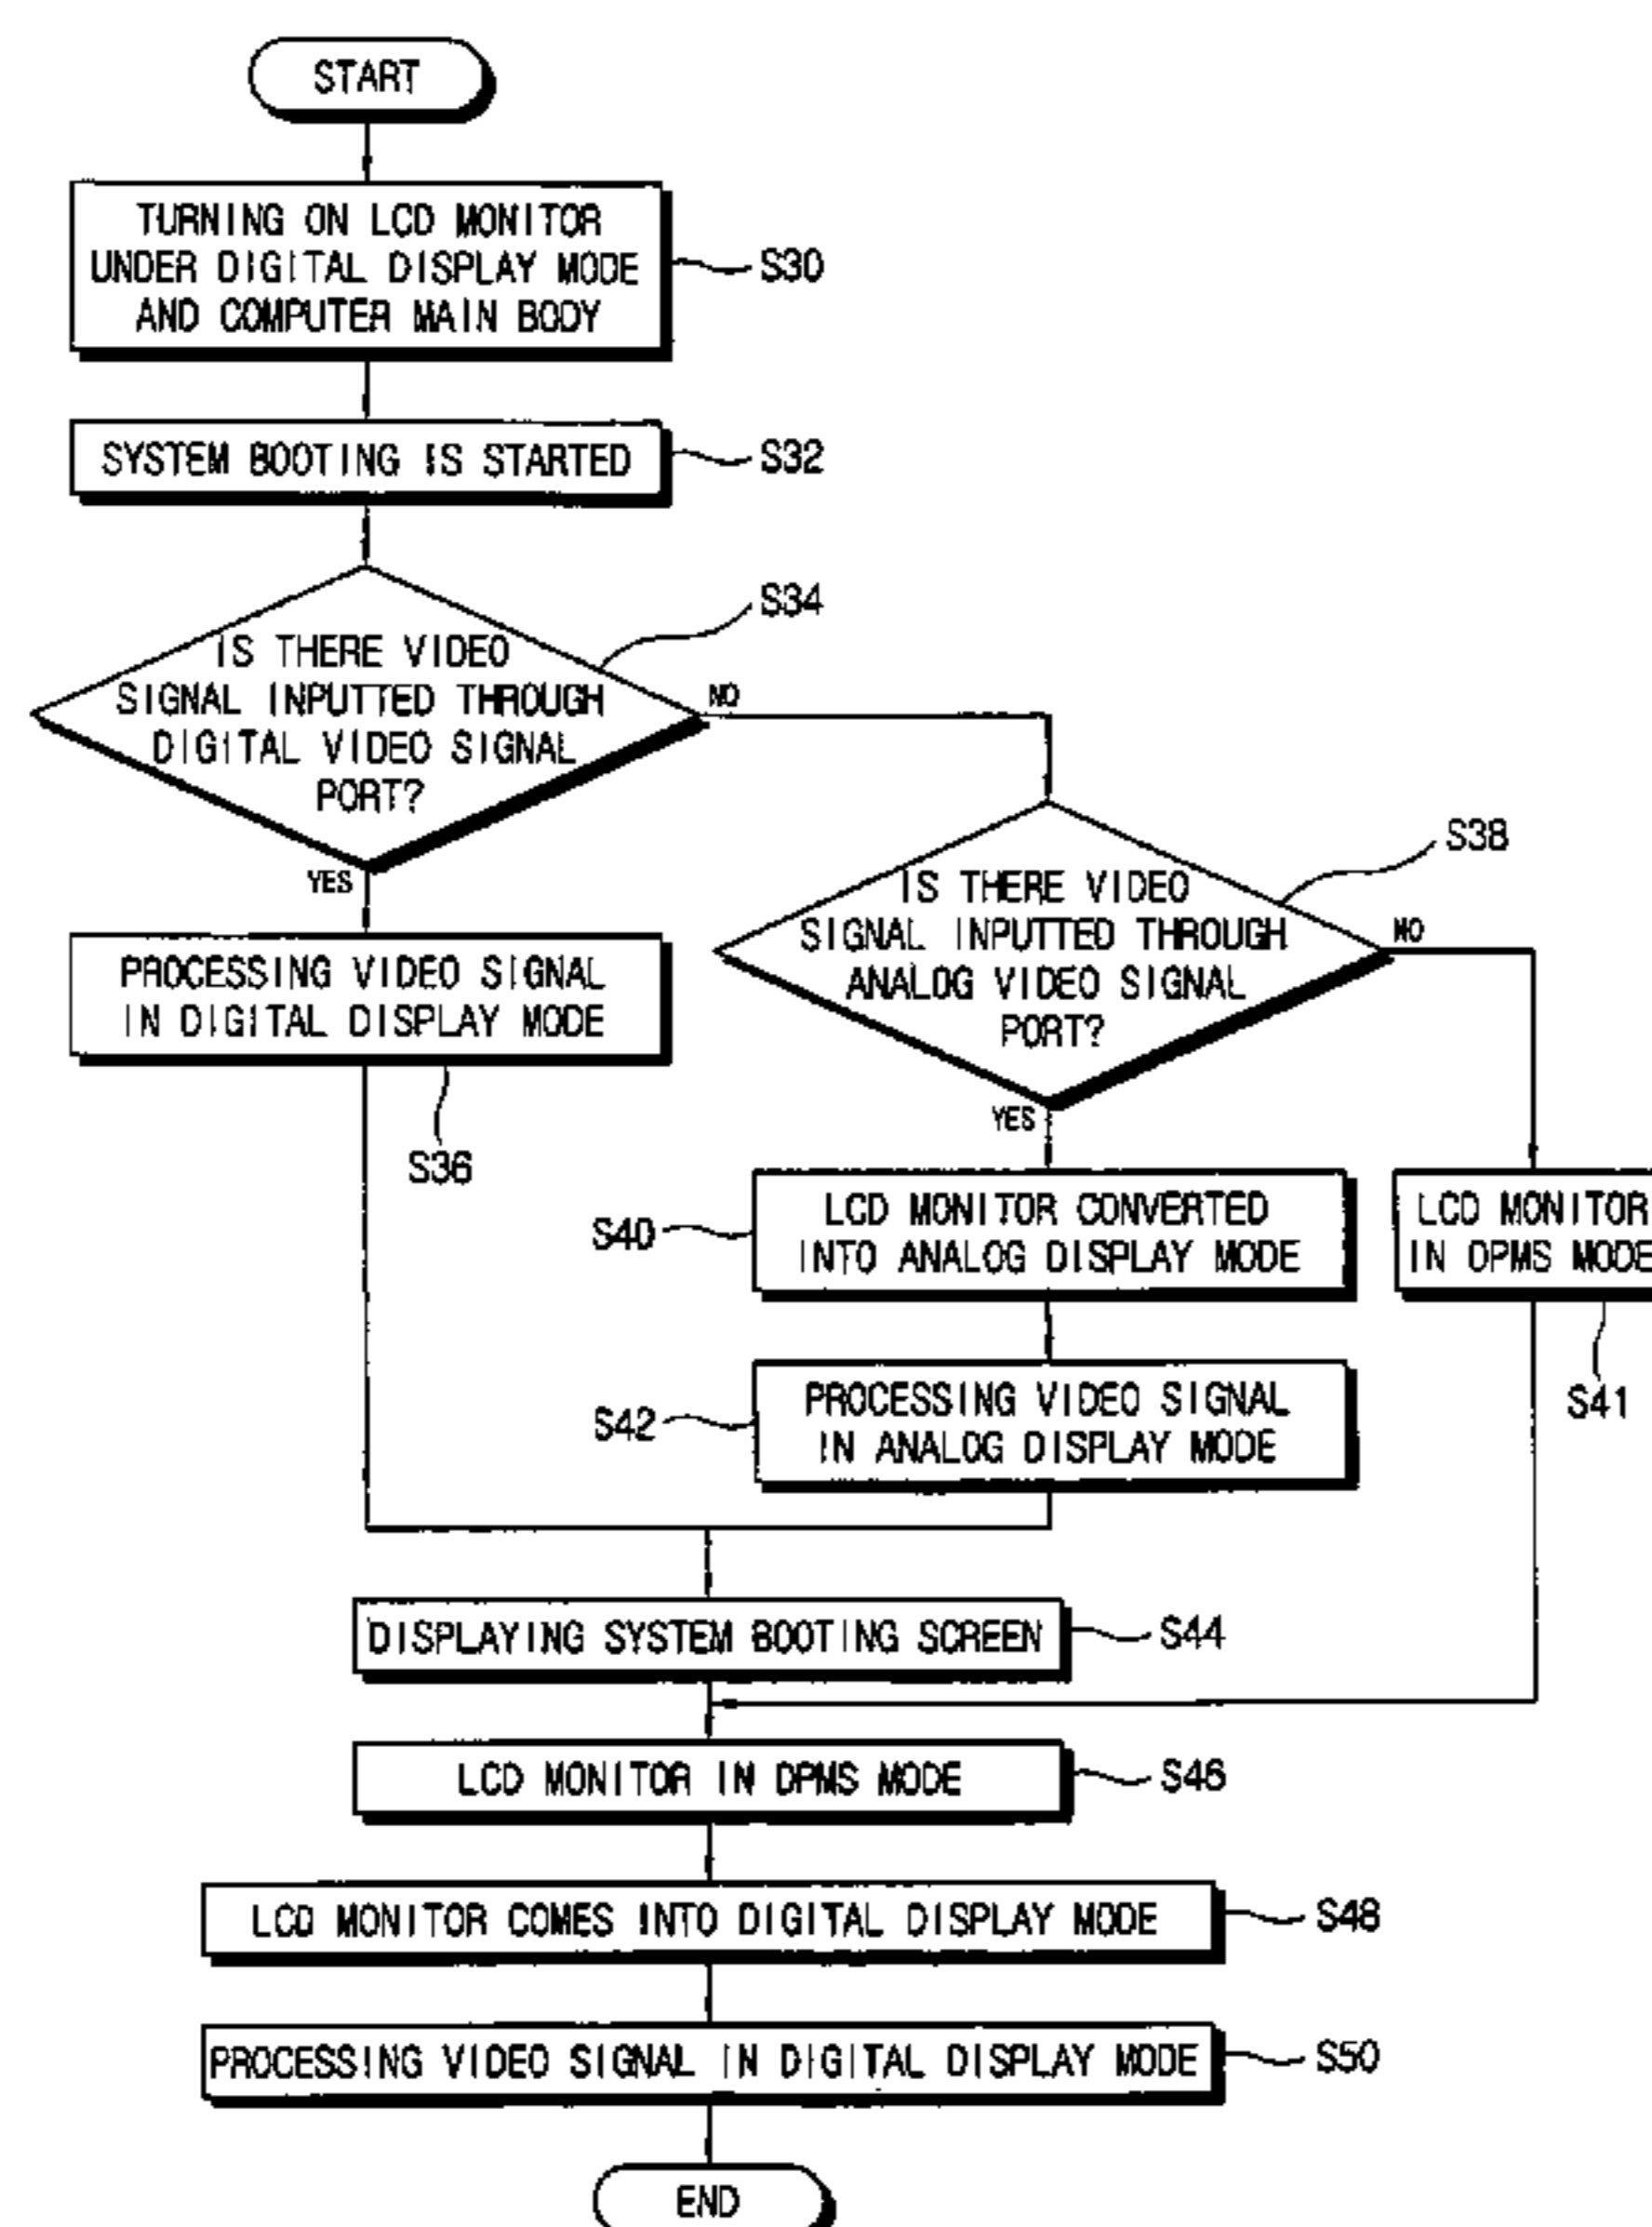 START
TURNING ON LCD MONITOR
UNDER DIGITAL DISPLAY MODE
AND COMPUTER MAIN BODY
S30
SYSTEM BOOTING IS STARTED
S32
IS THERE VIDEO
SIGNAL INPUTTED THROUGH
DIGITAL VIDEO SIGNAL
PORT?
S34
NO
YES
PROCESSING VIDEO SIGNAL
IN DIGITAL DISPLAY MODE
S36
IS THERE VIDEO
SIGNAL INPUTTED THROUGH
ANALOG VIDEO SIGNAL
PORT?
S38
NO
YES
LCD MONITOR CONVERTED
INTO ANALOG DISPLAY MODE
S40
LCD MONITOR
IN DPMS MODE
S41
PROCESSING VIDEO SIGNAL
IN ANALOG DISPLAY MODE
S42
DISPLAYING SYSTEM BOOTING SCREEN
S44
LCD MONITOR IN DPMS MODE
S46
LCD MONITOR COMES INTO DIGITAL DISPLAY MODE
S48
PROCESSING VIDEO SIGNAL IN DIGITAL DISPLAY MODE
S50
END